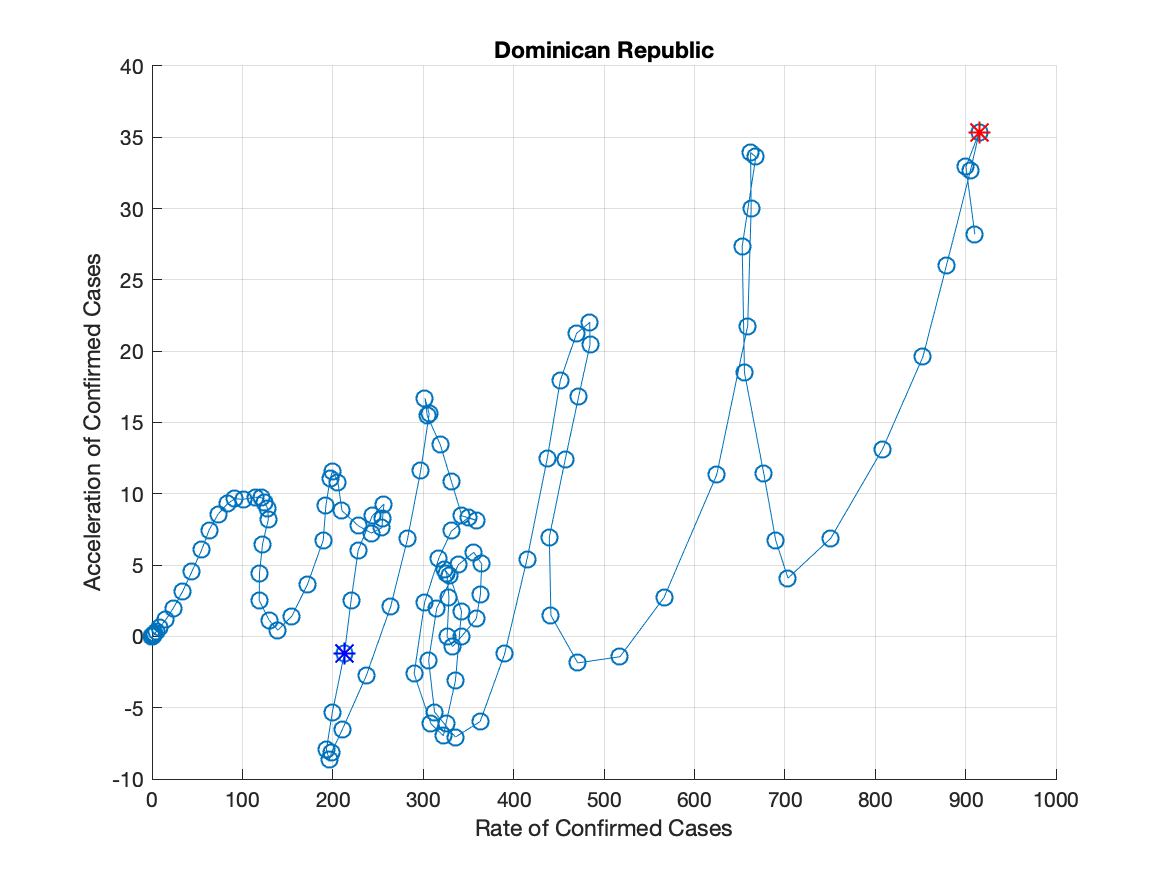 Dominican Republic
40
35
30
25
20
15
10
5
0
-5
-10
Acceleration of Confirmed Cases
0 100 200 300 400 500 600 700 800 900 1000
Rate of Confirmed Cases